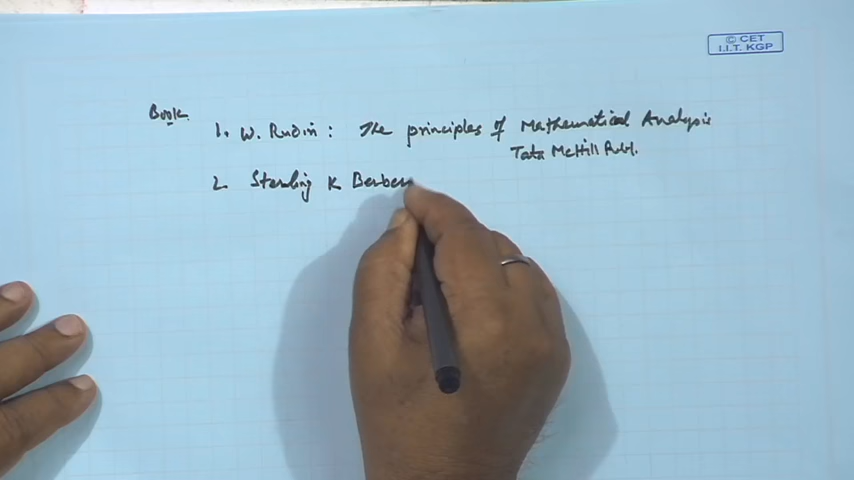 © CET
I.I.T. KGP
Book
1. W. Rudin : The principles of Mathematical Analysis
Tata McHill Publ.
2. Sterling K Berber